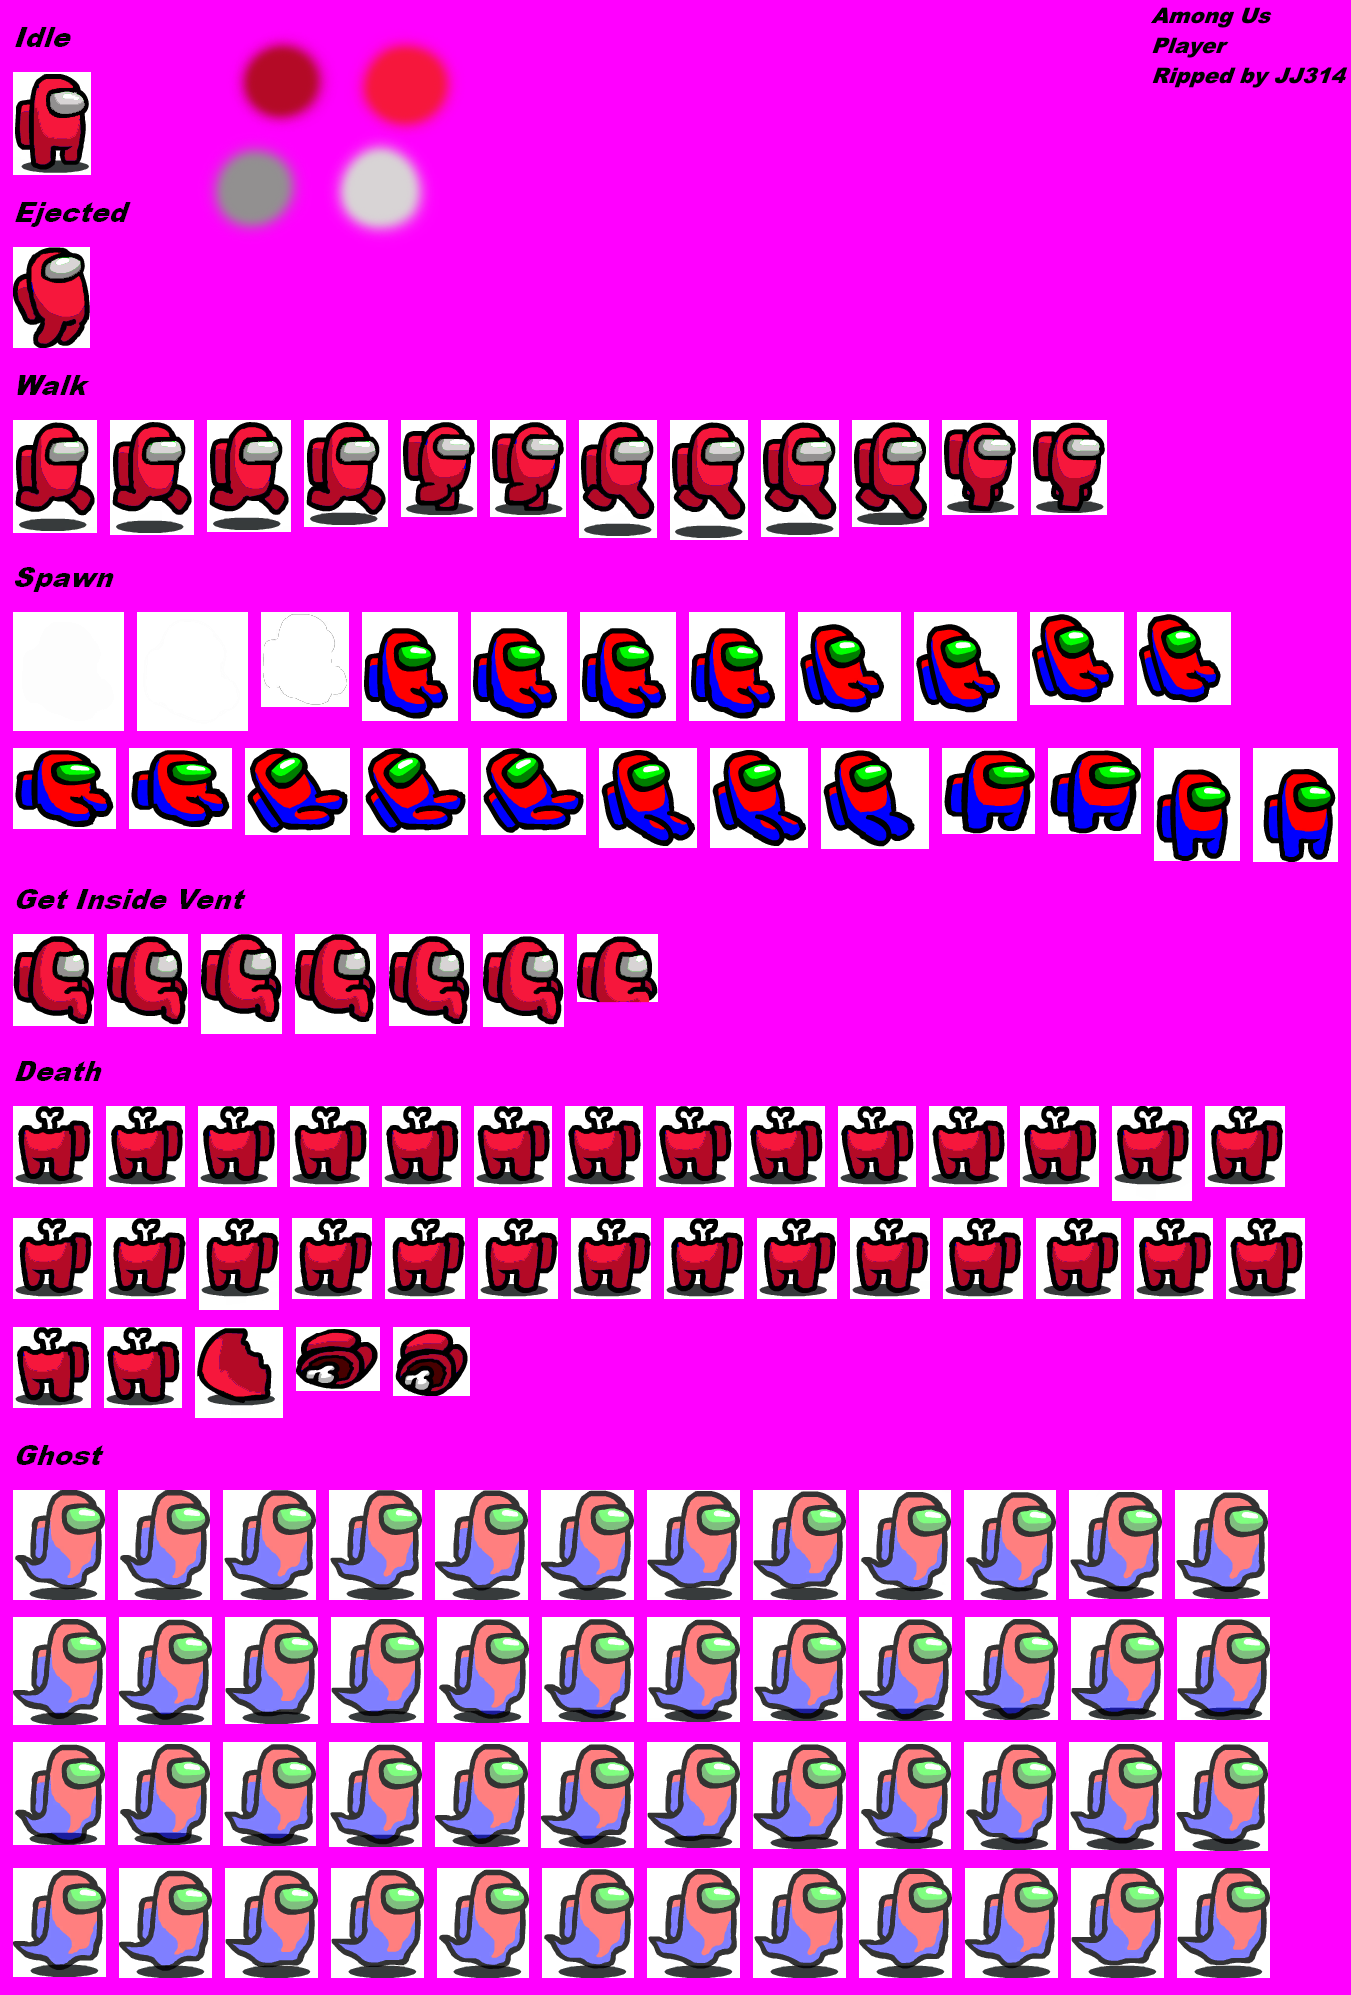 Idle
Among Us
Player
Ripped by JJ314
Ejected
Walk
Spawn
Get Inside Vent
Death
Ghost